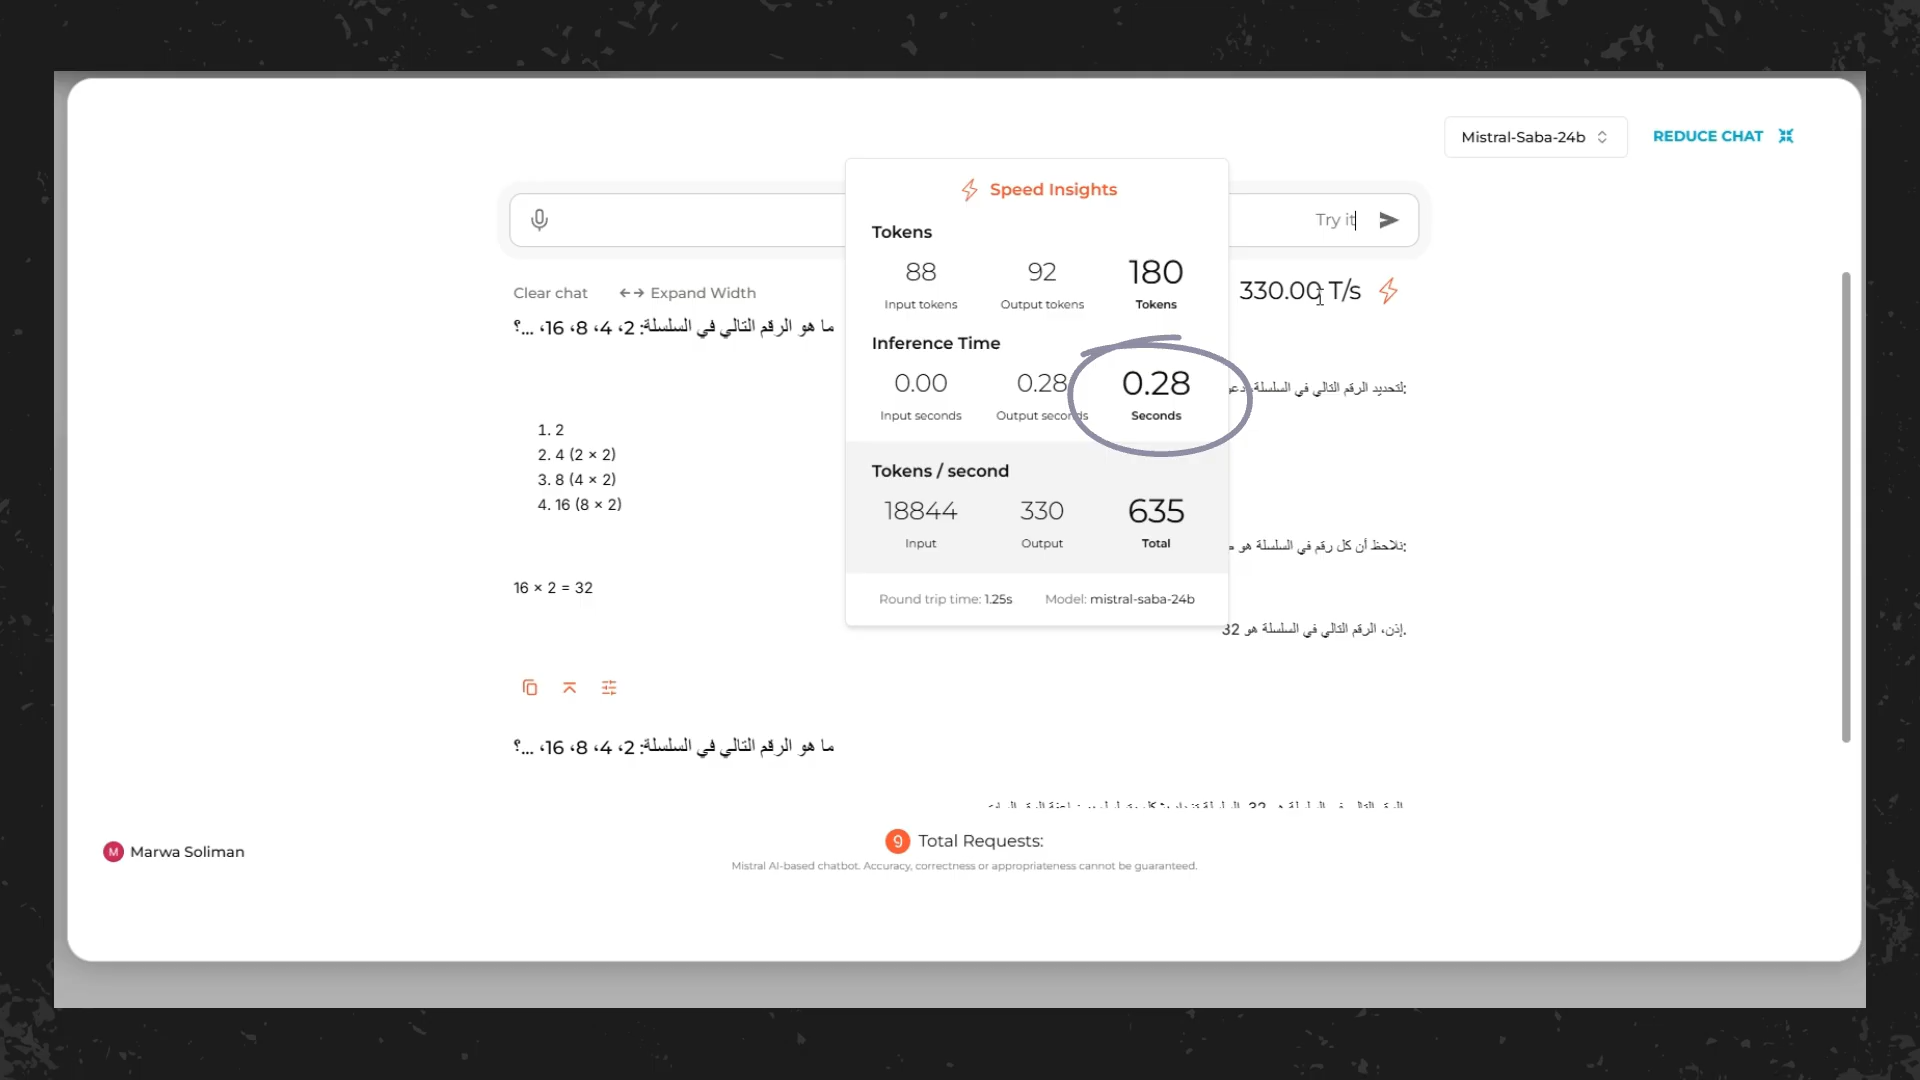 Mistral-Saba-24b
REDUCE CHAT
Speed Insights
Try it
Tokens
88
92
180
Input tokens
Output tokens
Tokens
330.00 T/s
Clear chat
Expand Width
ما هو الرقم التالي في السلسلة: 2، 4، 8، 16، ...؟
Inference Time
0.00
0.28
0.28
Input seconds
Output seconds
Seconds
لتحديد الرقم التالي في السلسلة
1. 2
2. 4 (2 × 2)
3. 8 (4 × 2)
4. 16 (8 × 2)
Tokens / second
18844
330
635
Input
Output
Total
نلاحظ أن كل رقم في السلسلة هو
16 × 2 = 32
Round trip time: 1.25s
Model: mistral-saba-24b
إذن، الرقم التالي في السلسلة هو 32.
ما هو الرقم التالي في السلسلة: 2، 4، 8، 16، ...؟
9 Total Requests:
M Marwa Soliman
Mistral AI-based chatbot. Accuracy, correctness or appropriateness cannot be guaranteed.